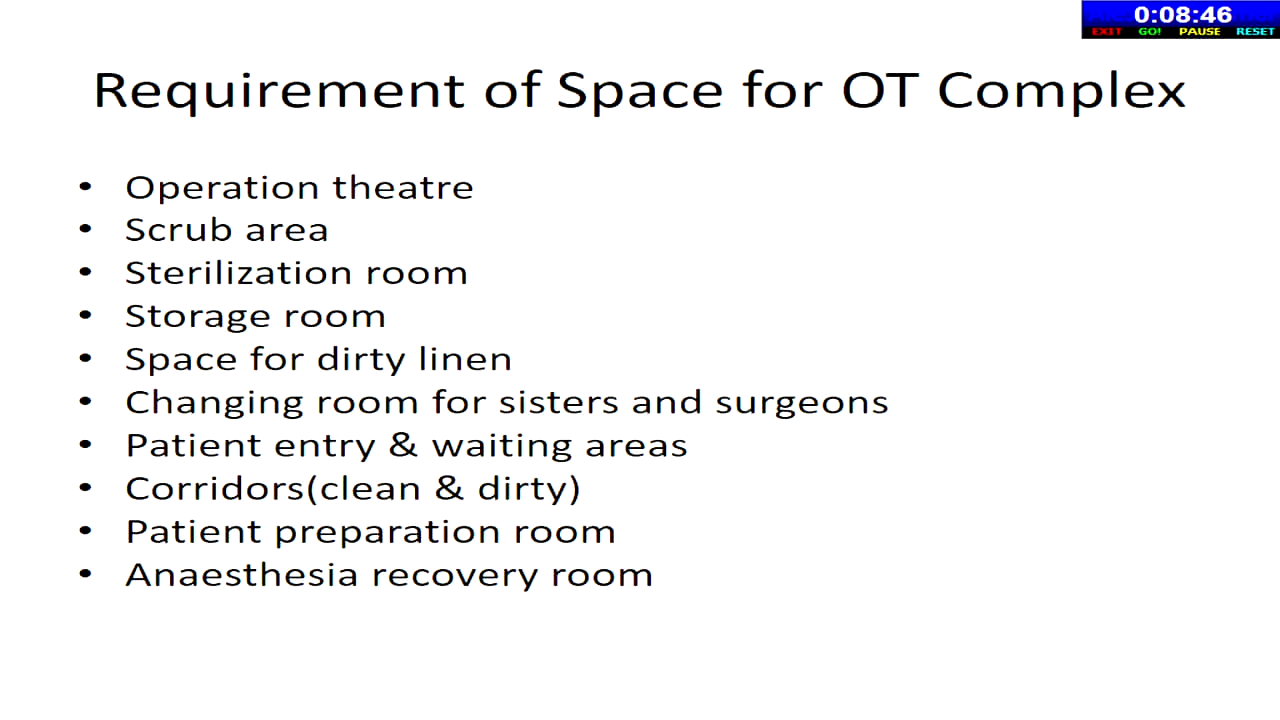 0:08:46
EXIT GO! PAUSE RESET
Requirement of Space for OT Complex
• Operation theatre
• Scrub area
• Sterilization room
• Storage room
• Space for dirty linen
• Changing room for sisters and surgeons
• Patient entry & waiting areas
• Corridors(clean & dirty)
• Patient preparation room
• Anaesthesia recovery room